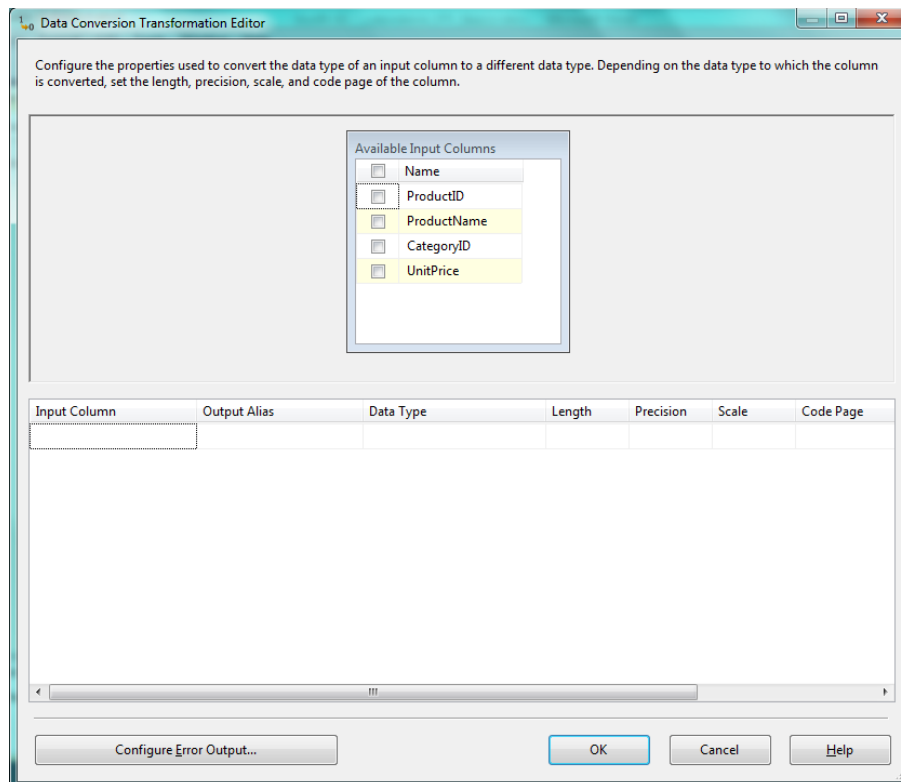 Data Conversion Transformation Editor
Configure the properties used to convert the data type of an input column to a different data type. Depending on the data type to which the column
is converted, set the length, precision, scale, and code page of the column.
Available Input Columns
Name
ProductID
ProductName
CategoryID
UnitPrice
Input Column Output Alias Data Type Length Precision Scale Code Page
Configure Error Output... OK Cancel Help